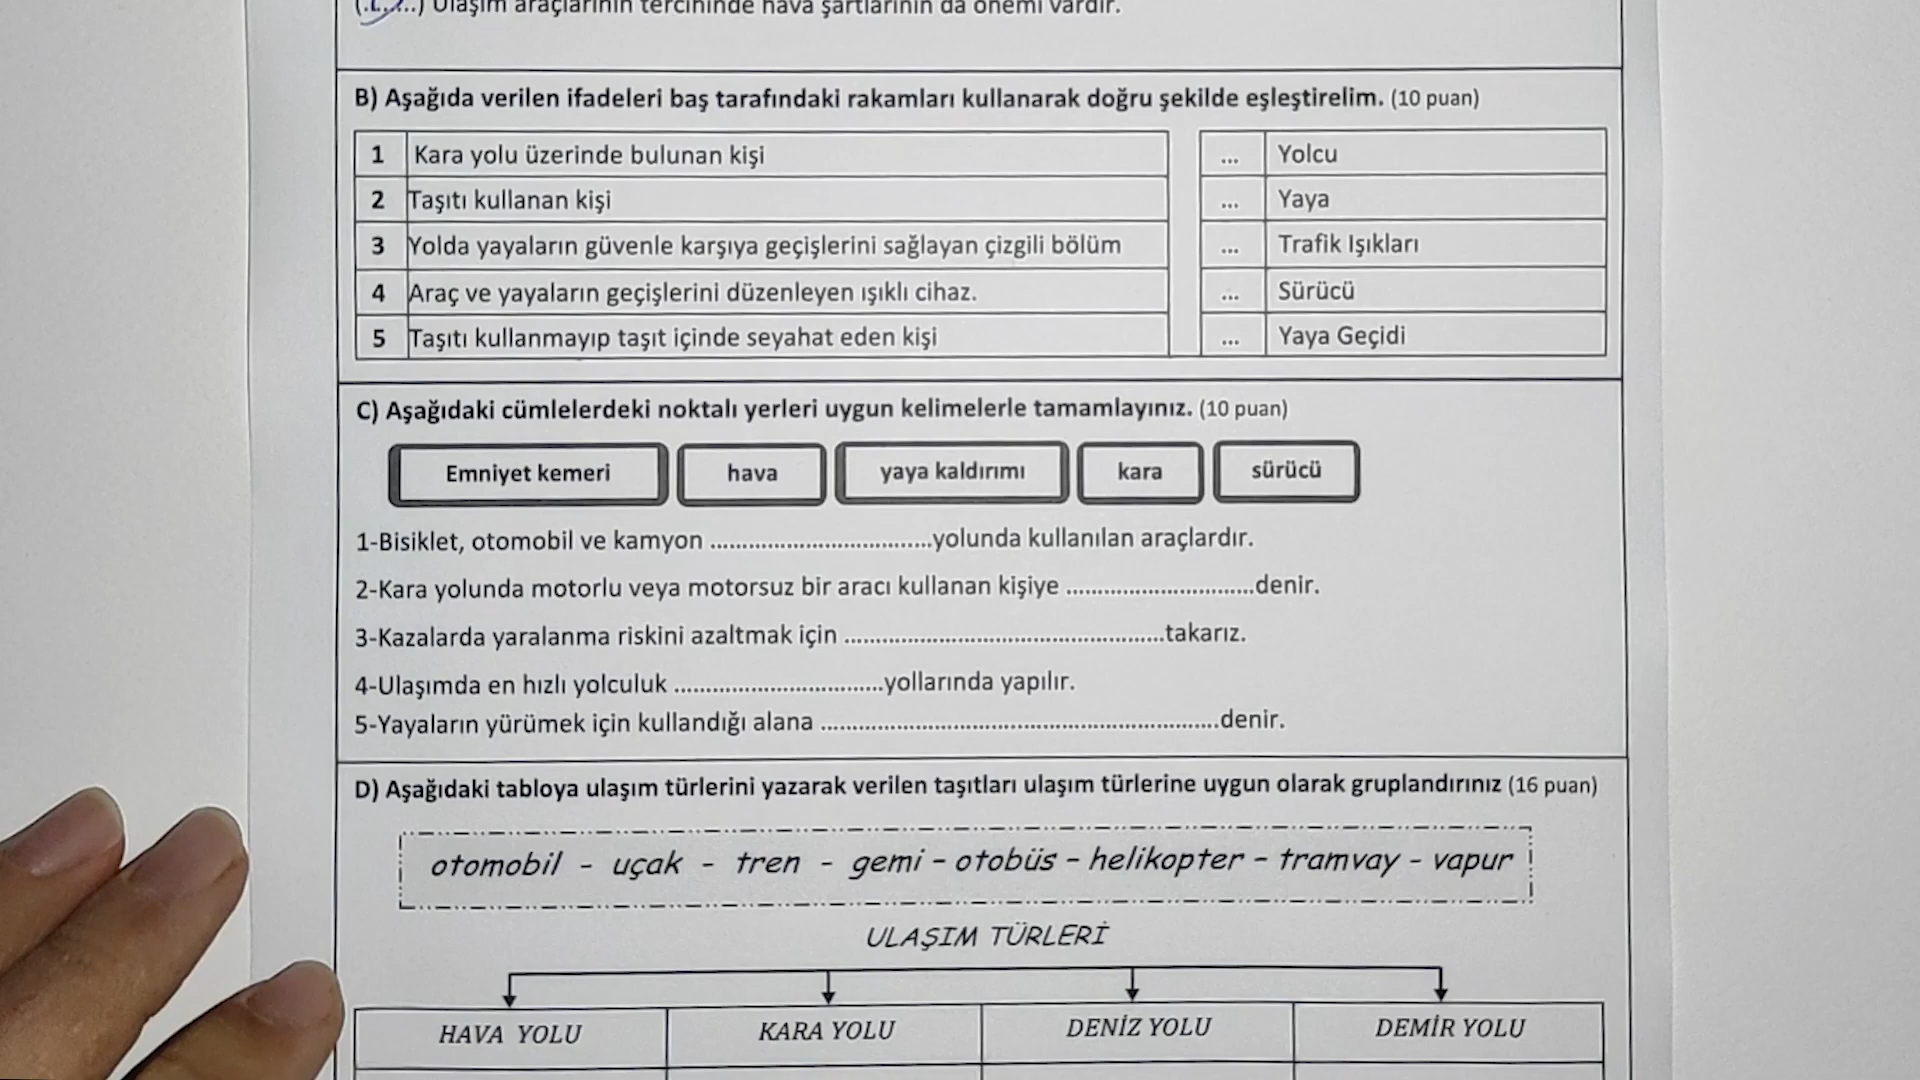 Ulaşım araçlarının tercihinde hava şartlarının da önemi vardır.
B) Aşağıda verilen ifadeleri baş tarafındaki rakamları kullanarak doğru şekilde eşleştirelim. (10 puan)
1 Kara yolu üzerinde bulunan kişi ... Yolcu
2 Taşıtı kullanan kişi ... Yaya
3 Yolda yayaların güvenle karşıya geçişlerini sağlayan çizgili bölüm ... Trafik Işıkları
4 Araç ve yayaların geçişlerini düzenleyen ışıklı cihaz. ... Sürücü
5 Taşıtı kullanmayıp taşıt içinde seyahat eden kişi ... Yaya Geçidi
C) Aşağıdaki cümlelerdeki noktalı yerleri uygun kelimelerle tamamlayınız. (10 puan)
Emniyet kemeri hava yaya kaldırımı kara sürücü
1-Bisiklet, otomobil ve kamyon ...................................yolunda kullanılan araçlardır.
2-Kara yolunda motorlu veya motorsuz bir aracı kullanan kişiye .............................denir.
3-Kazalarda yaralanma riskini azaltmak için ..................................................takarız.
4-Ulaşımda en hızlı yolculuk .................................yollarında yapılır.
5-Yayaların yürümek için kullandığı alana ..............................................................denir.
D) Aşağıdaki tabloya ulaşım türlerini yazarak verilen taşıtları ulaşım türlerine uygun olarak gruplandırınız (16 puan)
otomobil - uçak - tren - gemi - otobüs - helikopter - tramvay - vapur
ULAŞIM TÜRLERİ
HAVA YOLU KARA YOLU DENİZ YOLU DEMİR YOLU